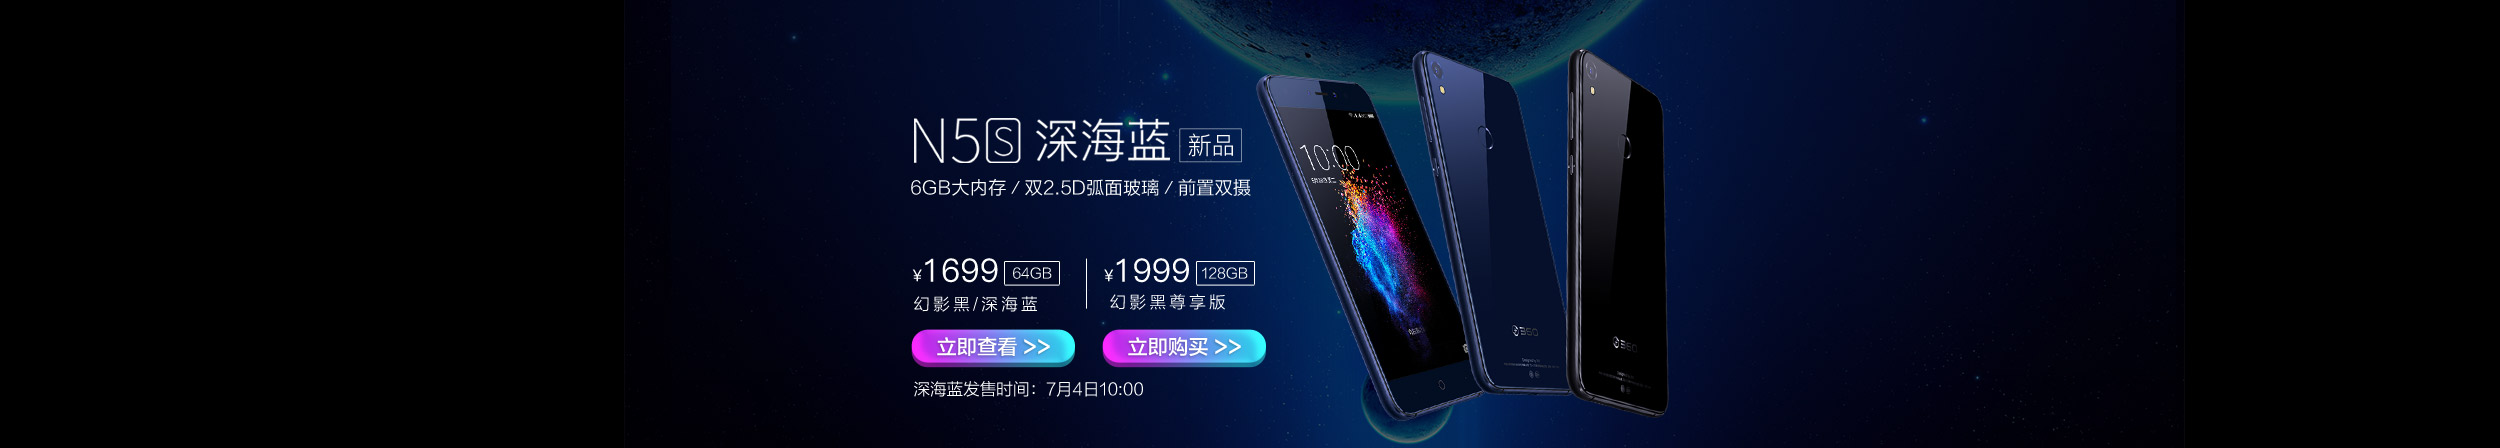 N5S 深海蓝 新品
6GB大内存 / 双2.5D弧面玻璃 / 前置双摄
¥1699 64GB
幻影黑/深海蓝
¥1999 128GB
幻影黑尊享版
立即查看 >>
立即购买 >>
深海蓝发售时间：7月4日10:00
10:00
360
360